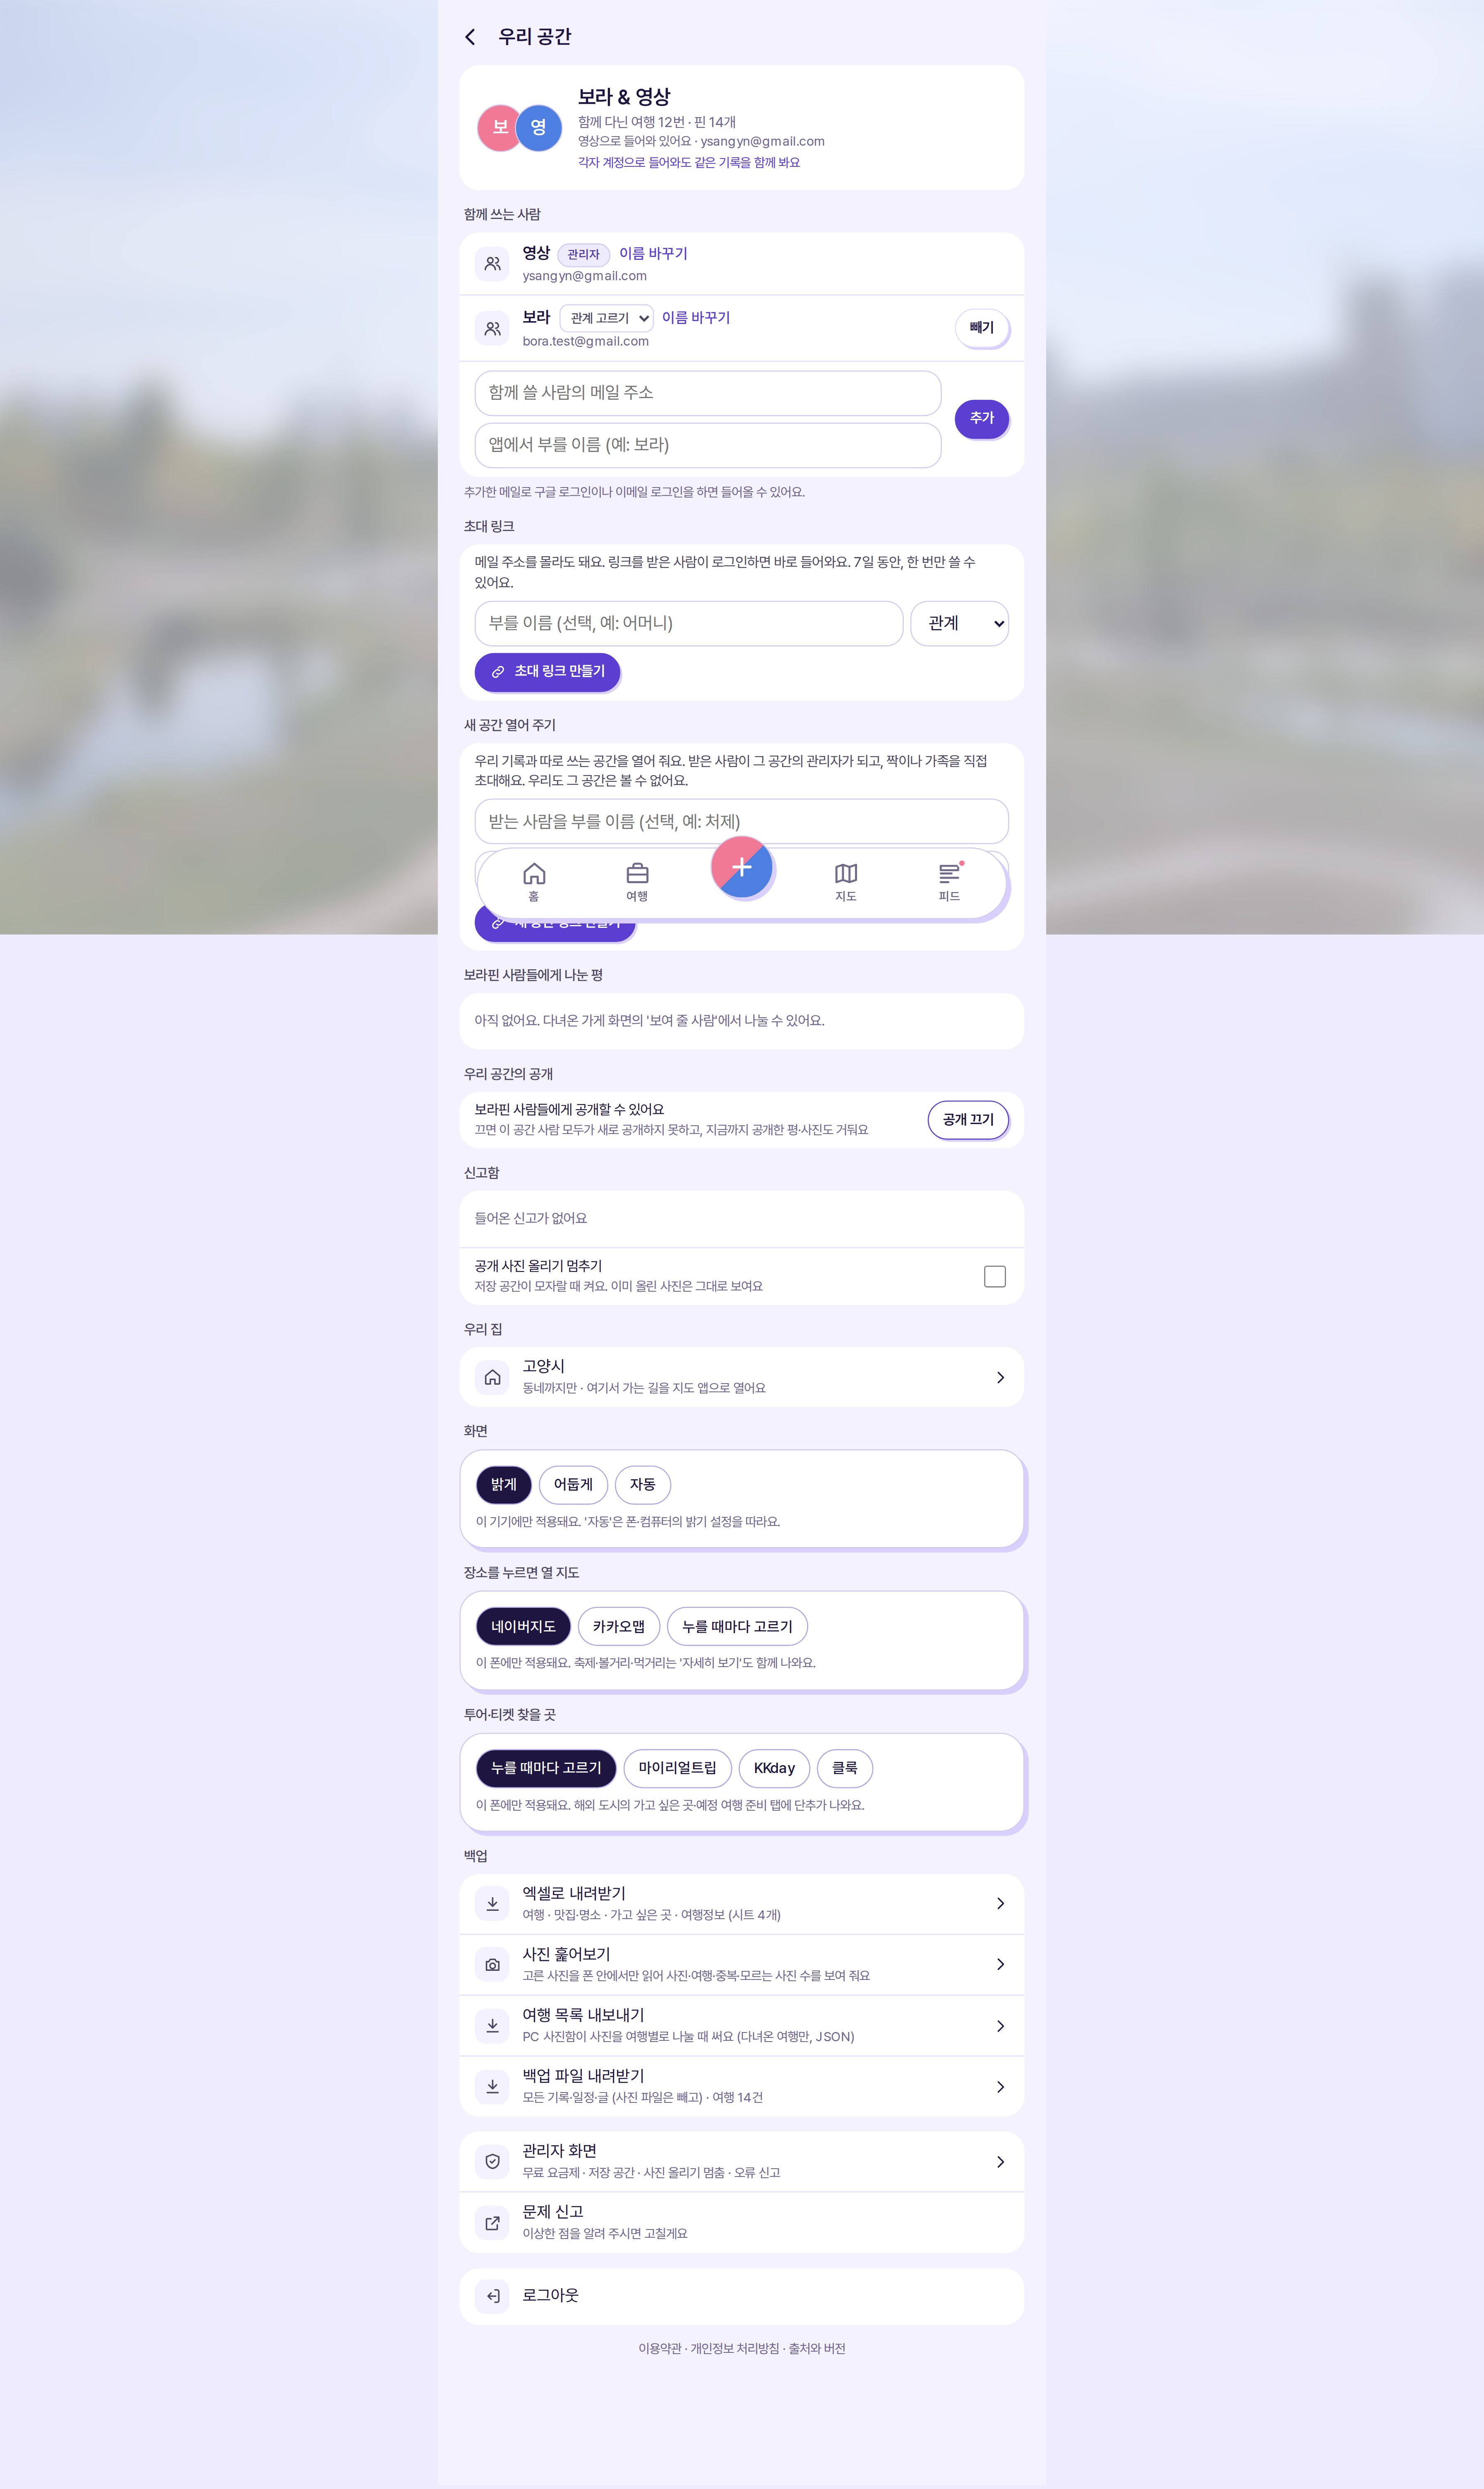 우리 공간
보 영
보라 & 영상
함께 다닌 여행 12번 · 핀 14개
영상으로 들어와 있어요 · ysangyn@gmail.com
각자 계정으로 들어와도 같은 기록을 함께 봐요
함께 쓰는 사람
영상 관리자 이름 바꾸기
ysangyn@gmail.com
보라 관계 고르기 이름 바꾸기
빼기
bora.test@gmail.com
함께 쓸 사람의 메일 주소
추가
앱에서 부를 이름 (예: 보라)
추가한 메일로 구글 로그인이나 이메일 로그인을 하면 들어올 수 있어요.
초대 링크
메일 주소를 몰라도 돼요. 링크를 받은 사람이 로그인하면 바로 들어와요. 7일 동안, 한 번만 쓸 수
있어요.
부를 이름 (선택, 예: 어머니) 관계
초대 링크 만들기
새 공간 열어 주기
우리 기록과 따로 쓰는 공간을 열어 줘요. 받은 사람이 그 공간의 관리자가 되고, 짝이나 가족을 직접
초대해요. 우리도 그 공간은 볼 수 없어요.
받는 사람을 부를 이름 (선택, 예: 처제)
홈 여행 지도 피드
보라핀 사람들에게 나눈 평
아직 없어요. 다녀온 가게 화면의 '보여 줄 사람'에서 나눌 수 있어요.
우리 공간의 공개
보라핀 사람들에게 공개할 수 있어요
끄면 이 공간 사람 모두가 새로 공개하지 못하고, 지금까지 공개한 평·사진도 거둬요
공개 끄기
신고함
들어온 신고가 없어요
공개 사진 올리기 멈추기
저장 공간이 모자랄 때 켜요. 이미 올린 사진은 그대로 보여요
우리 집
고양시
동네까지만 · 여기서 가는 길을 지도 앱으로 열어요
화면
밝게 어둡게 자동
이 기기에만 적용돼요. '자동'은 폰·컴퓨터의 밝기 설정을 따라요.
장소를 누르면 열 지도
네이버지도 카카오맵 누를 때마다 고르기
이 폰에만 적용돼요. 축제·볼거리·먹거리는 '자세히 보기'도 함께 나와요.
투어·티켓 찾을 곳
누를 때마다 고르기 마이리얼트립 KKday 클룩
이 폰에만 적용돼요. 해외 도시의 가고 싶은 곳·예정 여행 준비 탭에 단추가 나와요.
백업
엑셀로 내려받기
여행 · 맛집·명소 · 가고 싶은 곳 · 여행정보 (시트 4개)
사진 훑어보기
고른 사진을 폰 안에서만 읽어 사진·여행·중복·모르는 사진 수를 보여 줘요
여행 목록 내보내기
PC 사진함이 사진을 여행별로 나눌 때 써요 (다녀온 여행만, JSON)
백업 파일 내려받기
모든 기록·일정·글 (사진 파일은 빼고) · 여행 14건
관리자 화면
무료 요금제 · 저장 공간 · 사진 올리기 멈춤 · 오류 신고
문제 신고
이상한 점을 알려 주시면 고칠게요
로그아웃
이용약관 · 개인정보 처리방침 · 출처와 버전